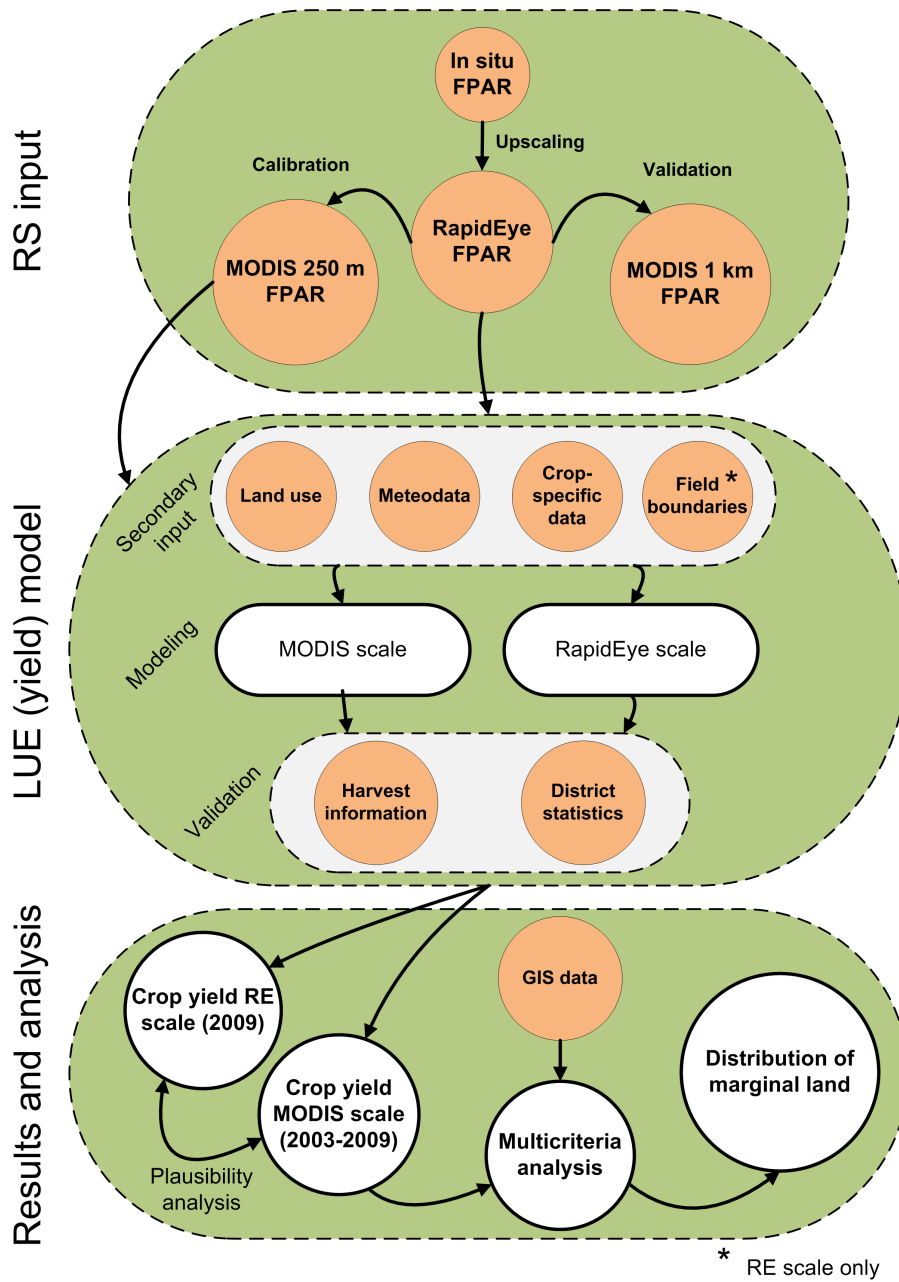 RS input
In situ
FPAR
Upscaling
Calibration
Validation
RapidEye
FPAR
MODIS 250 m
FPAR
MODIS 1 km
FPAR
LUE (yield) model
Secondary
input
Land use
Meteodata
Crop-
specific
data
Field *
boundaries
Modeling
MODIS scale
RapidEye scale
Validation
Harvest
information
District
statistics
Results and analysis
Crop yield RE
scale (2009)
GIS data
Crop yield
MODIS scale
(2003-2009)
Distribution of
marginal land
Multicriteria
analysis
Plausibility
analysis
* RE scale only